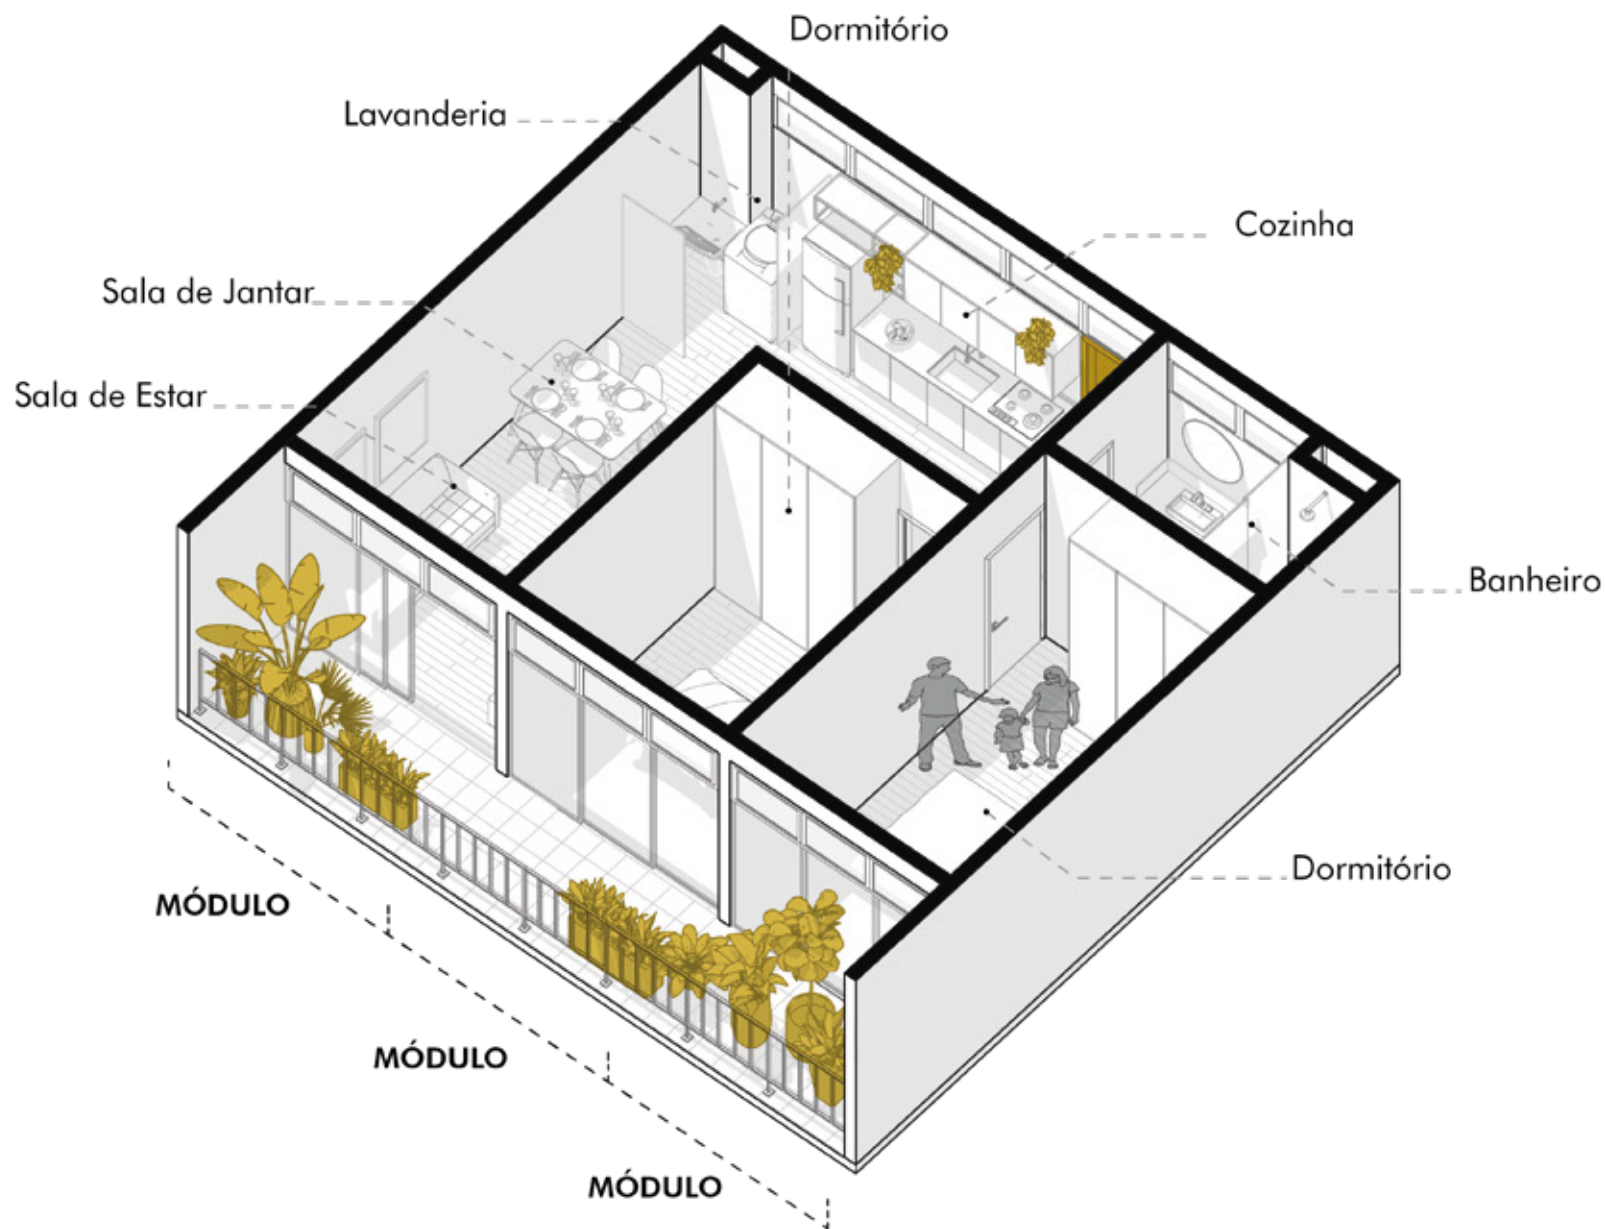 Dormitório
Lavanderia
Cozinha
Sala de Jantar
Sala de Estar
Banheiro
Dormitório
MÓDULO
MÓDULO
MÓDULO